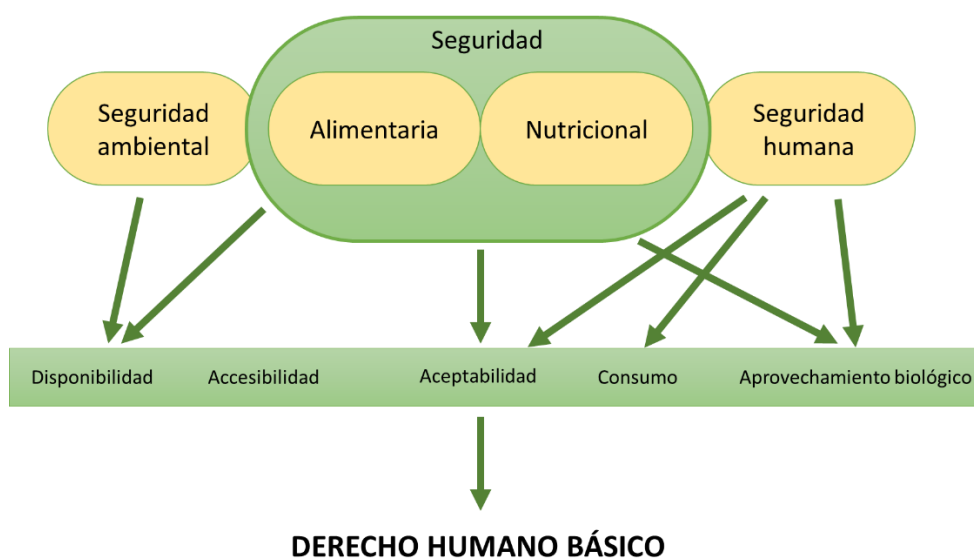 Seguridad
Seguridad
ambiental
Alimentaria
Nutricional
Seguridad
humana
Disponibilidad
Accesibilidad
Aceptabilidad
Consumo
Aprovechamiento biológico
DERECHO HUMANO BÁSICO